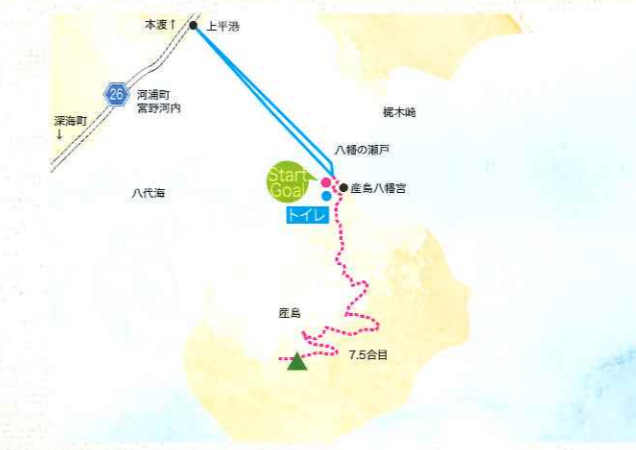 本渡↑
上平港
26
河浦町
宮野河内
深海町
↓
梶木崎
八幡の瀬戸
Start
Goal
産島八幡宮
八代海
トイレ
産島
7.5合目